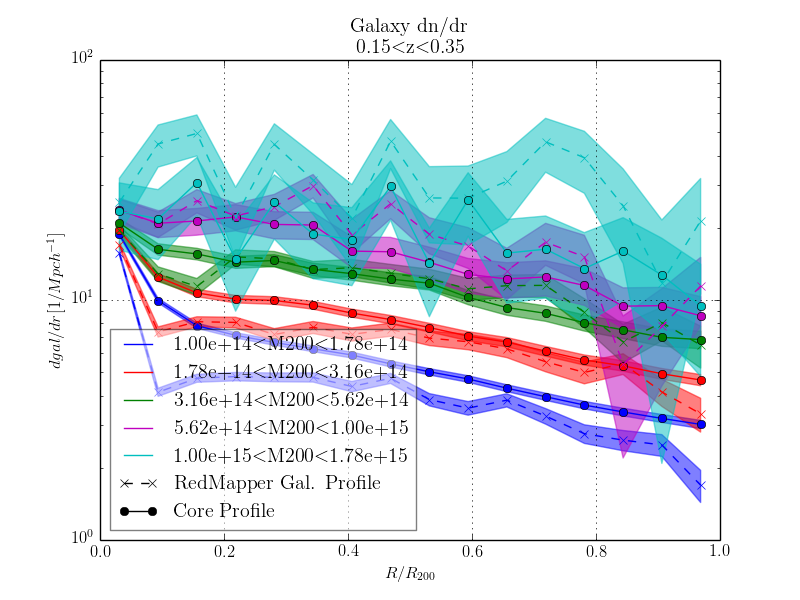 Galaxy dn/dr
0.15<z<0.35
10^2
10^1
10^0
dgal/dr[1/Mpch^{-1}]
1.00e+14<M200<1.78e+14
1.78e+14<M200<3.16e+14
3.16e+14<M200<5.62e+14
5.62e+14<M200<1.00e+15
1.00e+15<M200<1.78e+15
RedMapper Gal. Profile
Core Profile
0.0 0.2 0.4 0.6 0.8 1.0
R/R_{200}